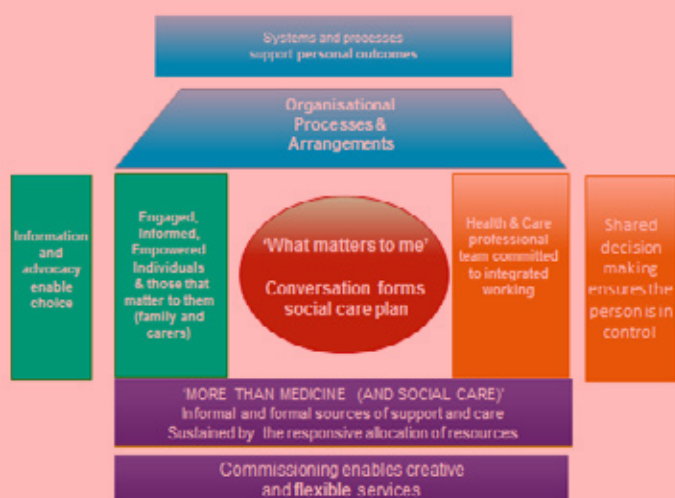 Systems and processes
support personal outcomes
Organisational
Processes &
Arrangements
Information
and
advocacy
enable
choice
Engaged,
Informed,
Empowered
Individuals
& those that
matter to them
(family and
carers)
'What matters to me'
Conversation forms
social care plan
Health & Care
professional
team committed
to integrated
working
Shared
decision
making
ensures the
person is in
control
'MORE THAN MEDICINE (AND SOCIAL CARE)'
Informal and formal sources of support and care
Sustained by the responsive allocation of resources
Commissioning enables creative
and flexible services